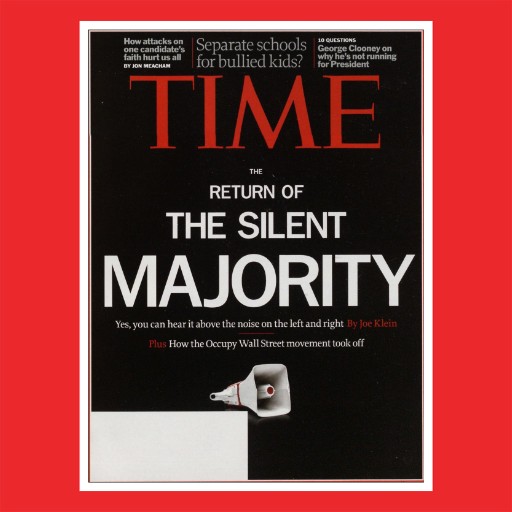 How attacks on
one candidate's
faith hurt us all
BY JON MEACHAM
Separate schools
for bullied kids?
10 QUESTIONS
George Clooney on
why he's not running
for President
TIME
THE
RETURN OF
THE SILENT
MAJORITY
Yes, you can hear it above the noise on the left and right By Joe Klein
Plus How the Occupy Wall Street movement took off